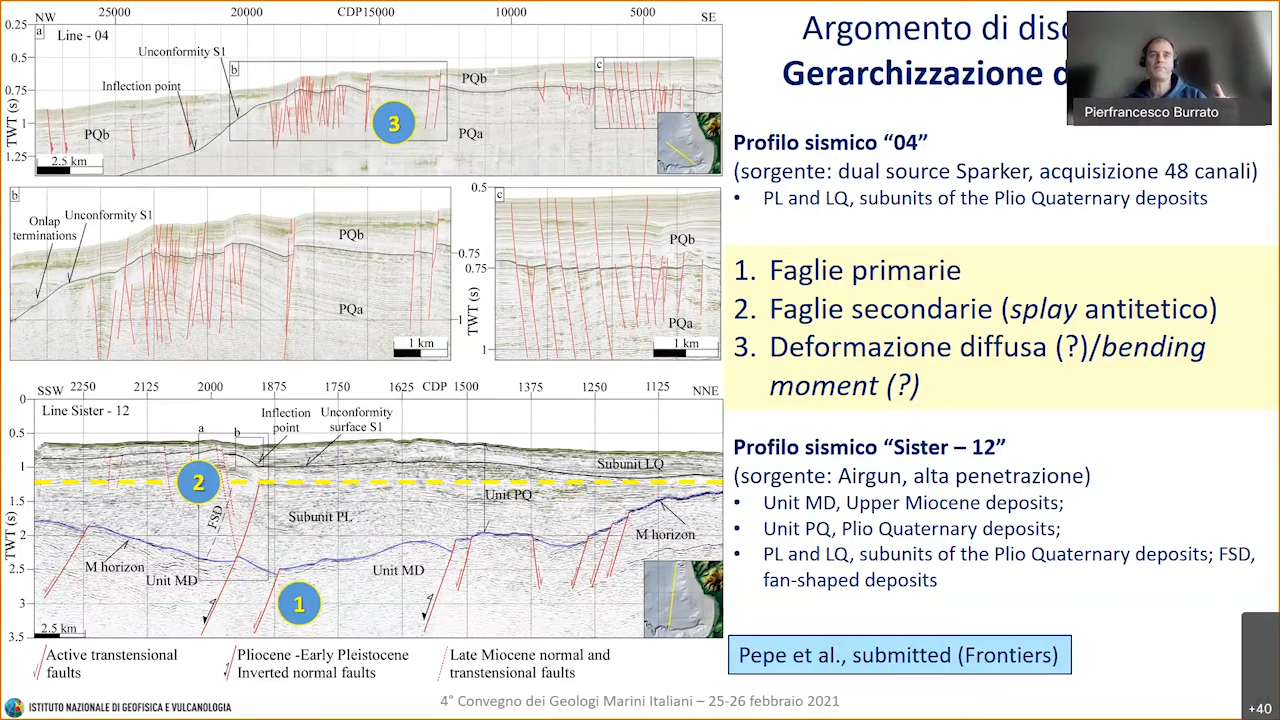 NW 25000 20000 CDP 15000 10000 SE
0.25
a
Line - 04
Unconformity S1
Inflection point
b
c
PQb
PQb
PQa
3
0.5
0.75
1
1.25
TWT (s)
2.5 km
b
Onlap
terminations
Unconformity S1
PQb
PQa
0.75
1
1 km
c
0.5
0.75
1
TWT (s)
PQb
PQa
1 km
SSW 2250 2125 2000 1875 1750 1625 CDP 1500 1375 1250 1125 NNE
Line Sister - 12
a
b
Inflection
point
Unconformity
surface S1
Subunit LQ
2
Unit PQ
FSD
Subunit PL
M horizon
M horizon
Unit MD
Unit MD
1
0
0.5
1
1.5
2
2.5
3
3.5
TWT (s)
2.5 km
Active transtensional
faults
Pliocene -Early Pleistocene
Inverted normal faults
Late Miocene normal and
transtensional faults
Argomento di
Gerarchizzazione
Pierfrancesco Burrato
Profilo sismico “04”
(sorgente: dual source Sparker, acquisizione 48 canali)
• PL and LQ, subunits of the Plio Quaternary deposits
1. Faglie primarie
2. Faglie secondarie (splay antitetico)
3. Deformazione diffusa (?)/bending
moment (?)
Profilo sismico “Sister – 12”
(sorgente: Airgun, alta penetrazione)
• Unit MD, Upper Miocene deposits;
• Unit PQ, Plio Quaternary deposits;
• PL and LQ, subunits of the Plio Quaternary deposits; FSD,
fan-shaped deposits
Pepe et al., submitted (Frontiers)
ISTITUTO NAZIONALE DI GEOFISICA E VULCANOLOGIA
4° Convegno dei Geologi Marini Italiani – 25-26 febbraio 2021
+40